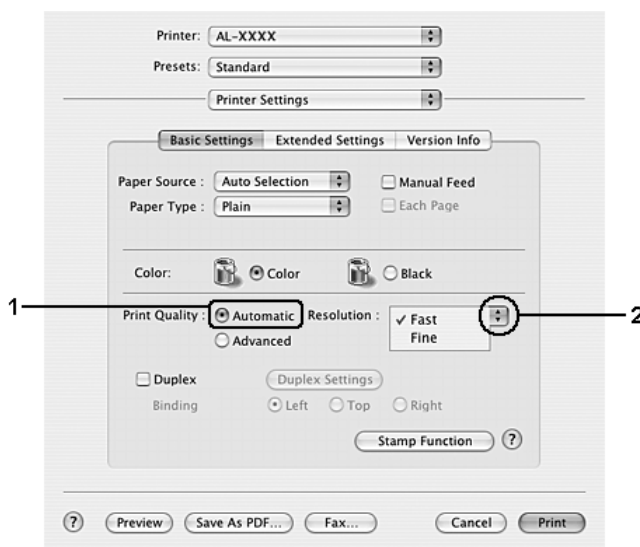 Printer: AL-XXXX
Presets: Standard
Printer Settings
Basic Settings Extended Settings Version Info
Paper Source : Auto Selection Manual Feed
Paper Type : Plain Each Page
Color: Color Black
1 Print Quality : Automatic Resolution : ✓ Fast 2
Advanced Fine
Duplex Duplex Settings
Binding Left Top Right
Stamp Function ?
? Preview Save As PDF... Fax... Cancel Print